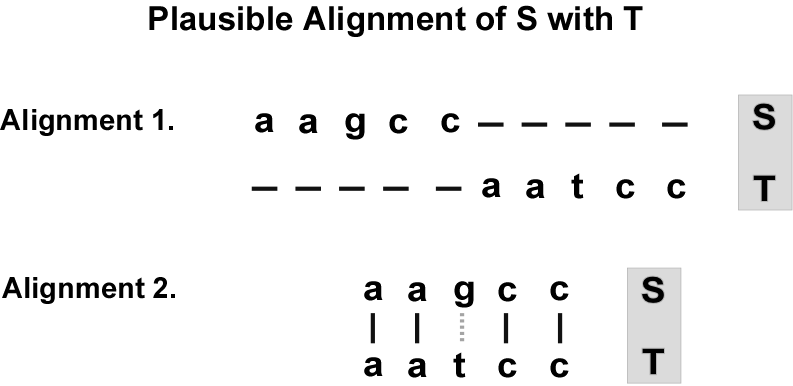 Plausible Alignment of S with T
Alignment 1. a a g c c – – – – – S
– – – – – a a t c c T
Alignment 2. a a g c c S
a a t c c T